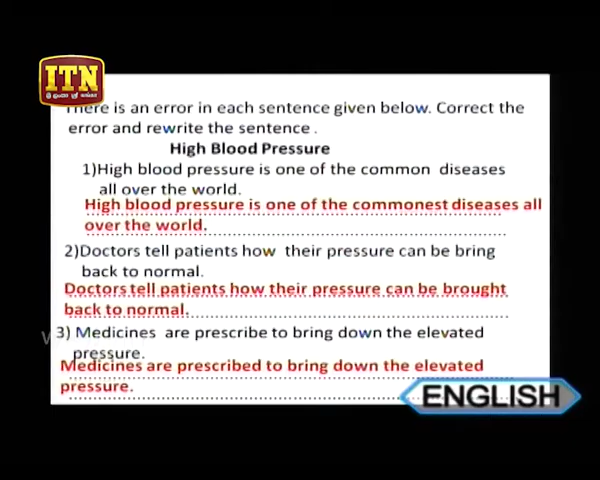 ITN
ශ්‍රී லங்கා ශ්‍රී ලංකා
There is an error in each sentence given below. Correct the
error and rewrite the sentence .
High Blood Pressure
1)High blood pressure is one of the common diseases
all over the world.
High blood pressure is one of the commonest diseases all
over the world.
2)Doctors tell patients how their pressure can be bring
back to normal.
Doctors tell patients how their pressure can be brought
back to normal.
3) Medicines are prescribe to bring down the elevated
pressure.
Medicines are prescribed to bring down the elevated
pressure.
ENGLISH